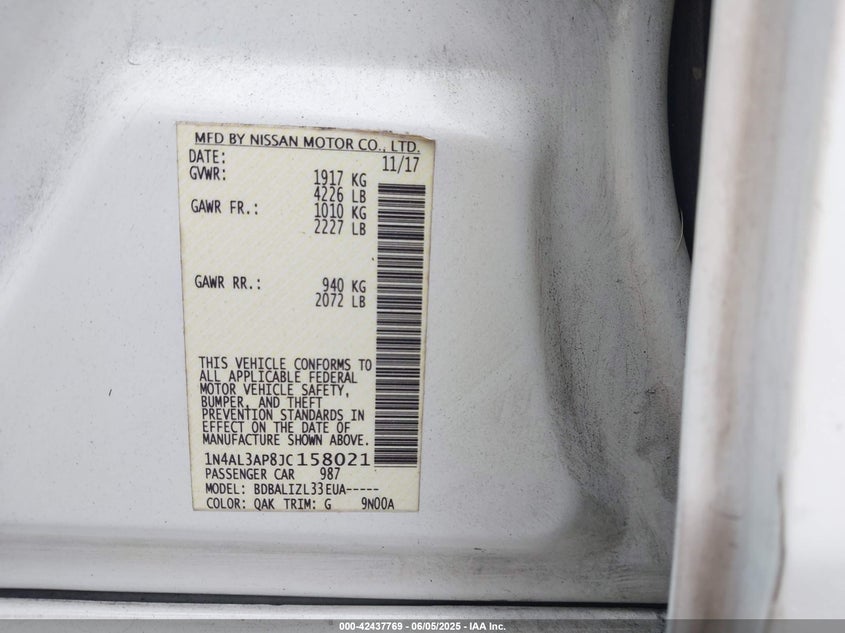 MFD BY NISSAN MOTOR CO., LTD.
DATE: 11/17
GVWR: 1917 KG
4226 LB
GAWR FR.: 1010 KG
2227 LB
GAWR RR.: 940 KG
2072 LB
THIS VEHICLE CONFORMS TO
ALL APPLICABLE FEDERAL
MOTOR VEHICLE SAFETY,
BUMPER, AND THEFT
PREVENTION STANDARDS IN
EFFECT ON THE DATE OF
MANUFACTURE SHOWN ABOVE.
1N4AL3AP8JC158021
PASSENGER CAR 987
MODEL: BDBALIZL33EUA-----
COLOR: QAK TRIM: G 9N00A
000-42437769 - 06/05/2025 - IAA Inc.